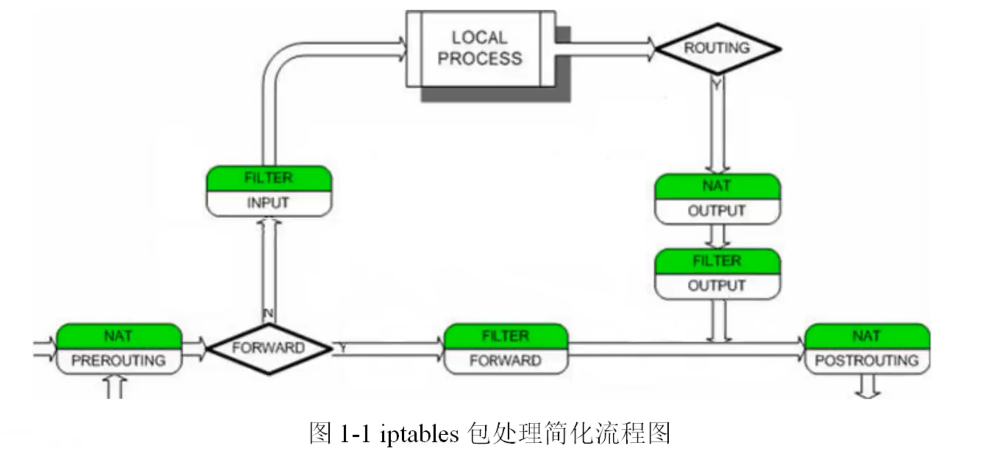 LOCAL
PROCESS
ROUTING
Y
FILTER
INPUT
NAT
OUTPUT
FILTER
OUTPUT
N
NAT
PREROUTING
FORWARD
Y
FILTER
FORWARD
NAT
POSTROUTING
图 1-1 iptables 包处理简化流程图